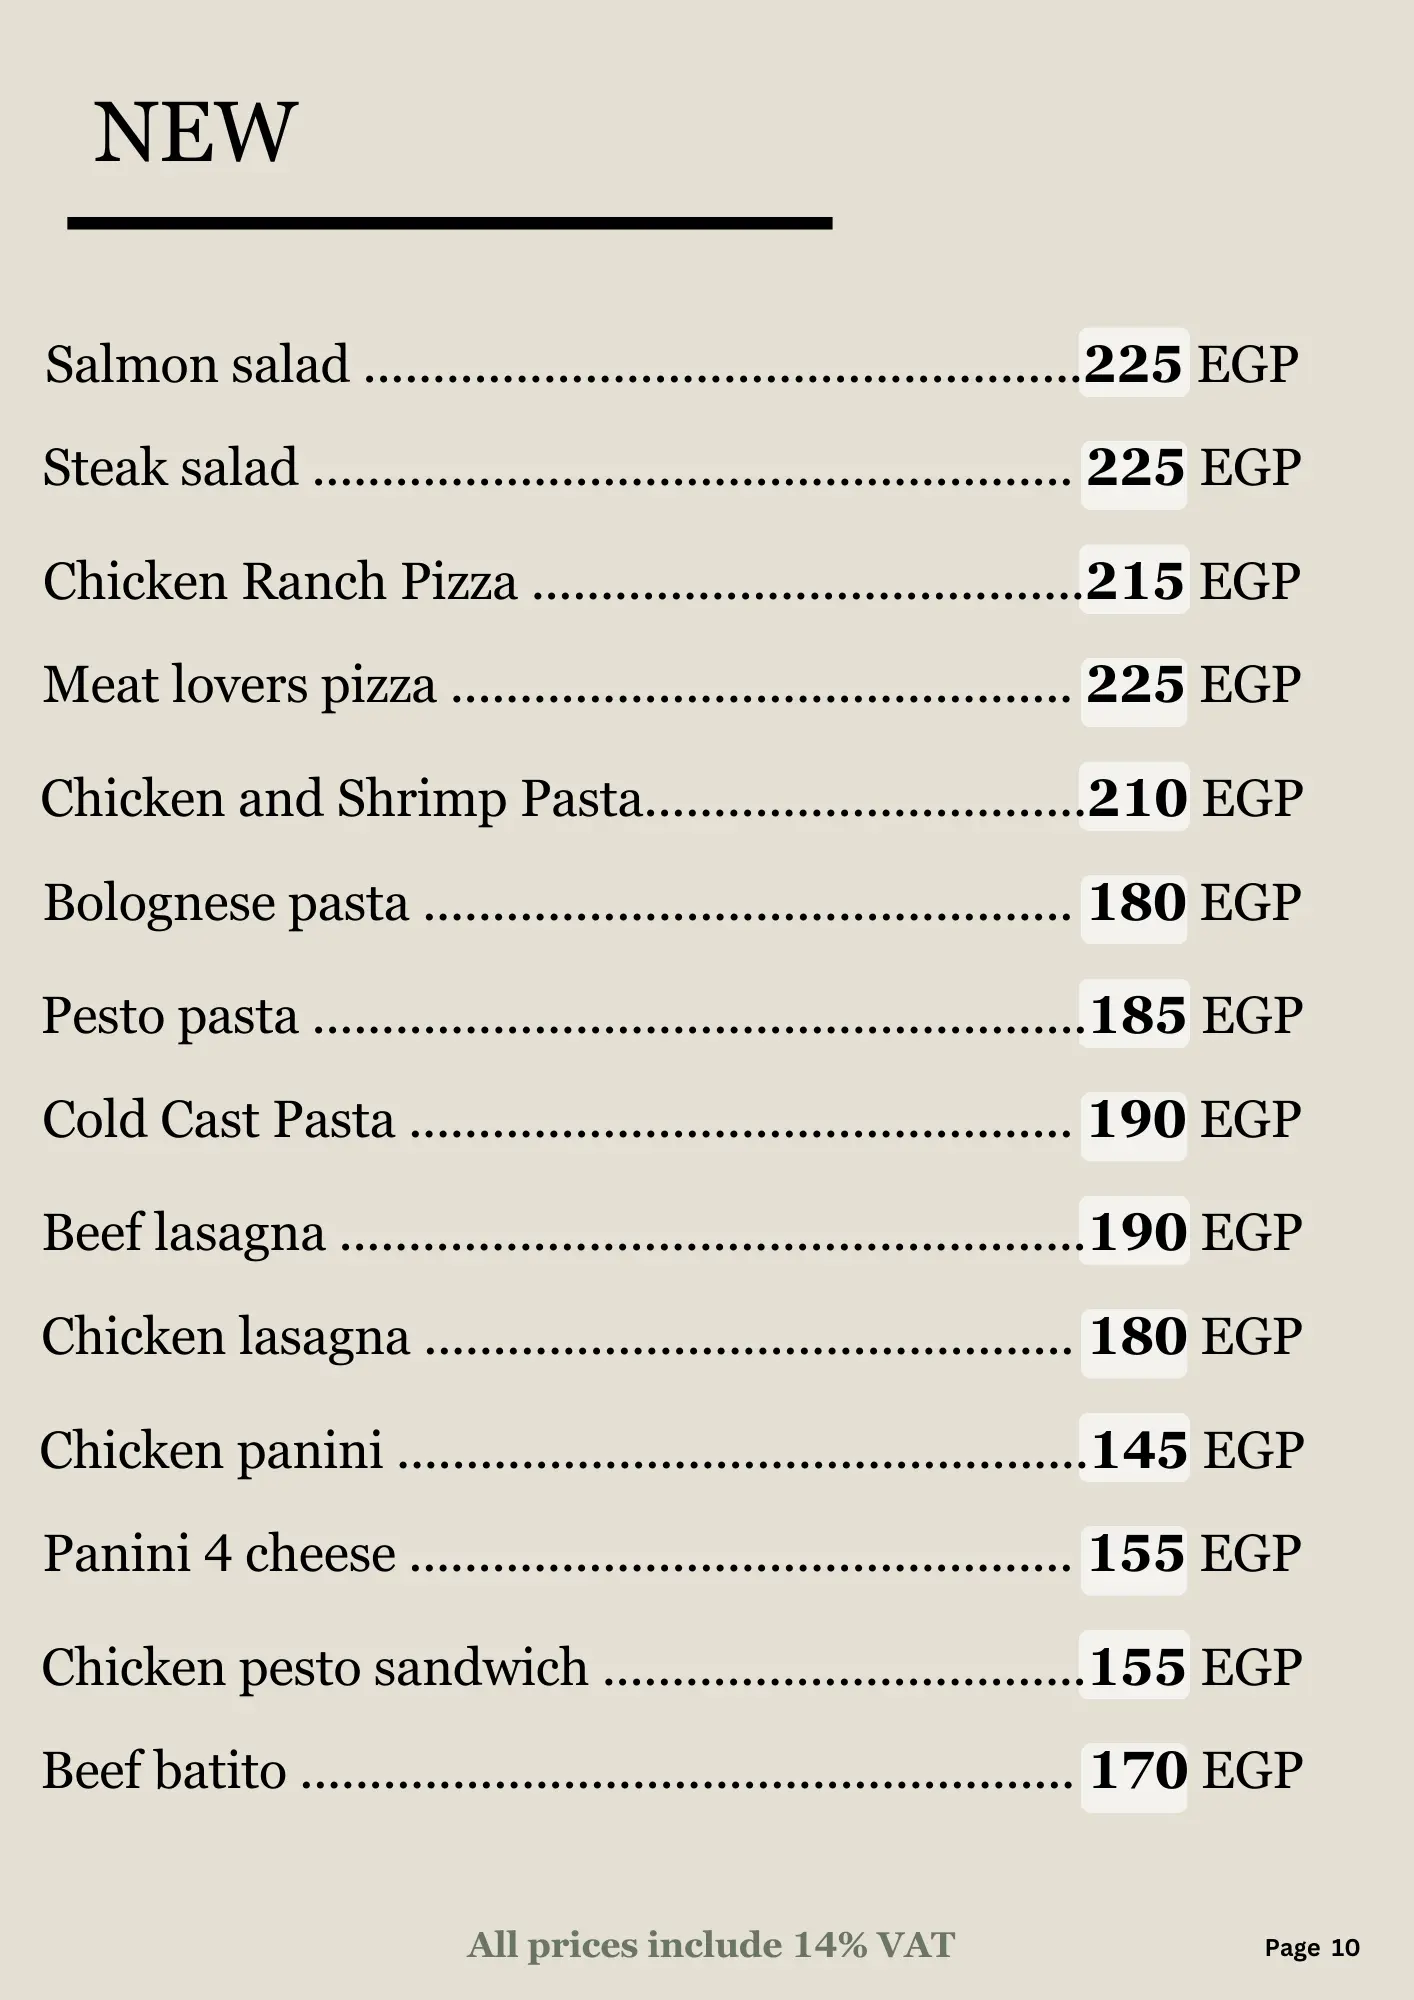 NEW
Salmon salad ....................................................225 EGP
Steak salad ....................................................... 225 EGP
Chicken Ranch Pizza ........................................215 EGP
Meat lovers pizza ............................................. 225 EGP
Chicken and Shrimp Pasta................................210 EGP
Bolognese pasta ............................................... 180 EGP
Pesto pasta ........................................................185 EGP
Cold Cast Pasta ................................................ 190 EGP
Beef lasagna ......................................................190 EGP
Chicken lasagna ............................................... 180 EGP
Chicken panini ..................................................145 EGP
Panini 4 cheese ................................................ 155 EGP
Chicken pesto sandwich ...................................155 EGP
Beef batito ........................................................ 170 EGP
All prices include 14% VAT
Page 10